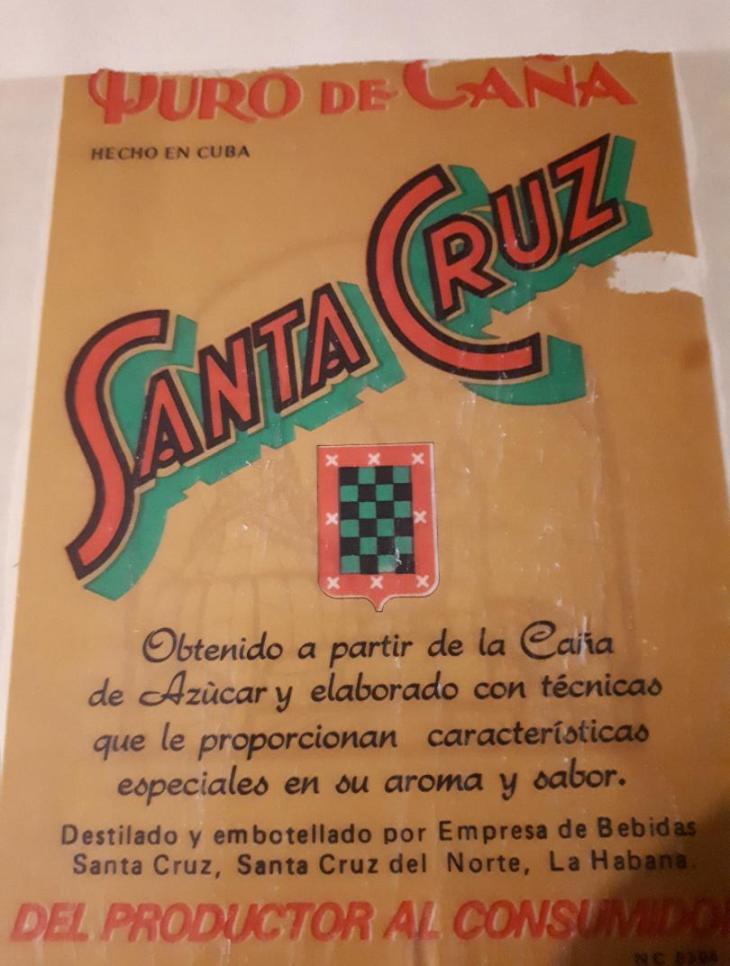 PURO DE CAÑA
HECHO EN CUBA
SANTA CRUZ
Obtenido a partir de la Caña
de Azùcar y elaborado con técnicas
que le proporcionan características
especiales en su aroma y sabor.
Destilado y embotellado por Empresa de Bebidas
Santa Cruz, Santa Cruz del Norte, La Habana.
DEL PRODUCTOR AL CONSUMIDO
NC